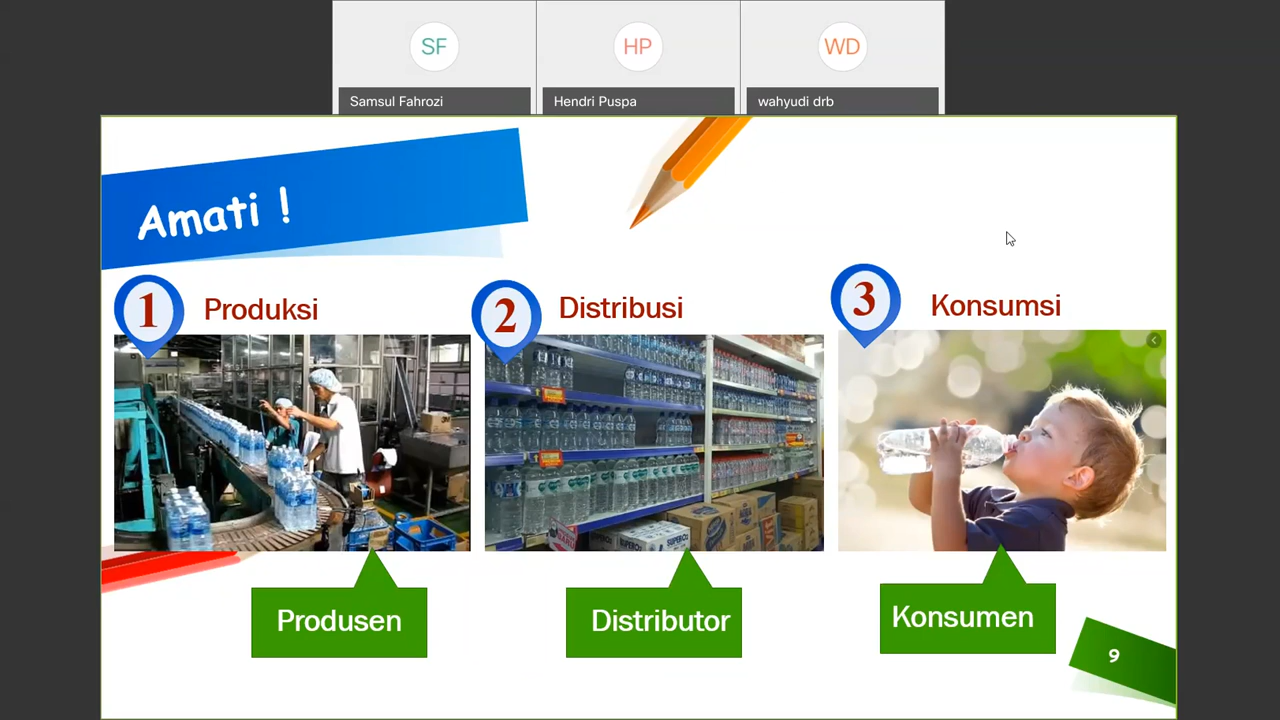 SF
HP
WD
Samsul Fahrozi
Hendri Puspa
wahyudi drb
Amati !
1
Produksi
2
Distribusi
3
Konsumsi
SUPERO2
Produsen
Distributor
Konsumen
9